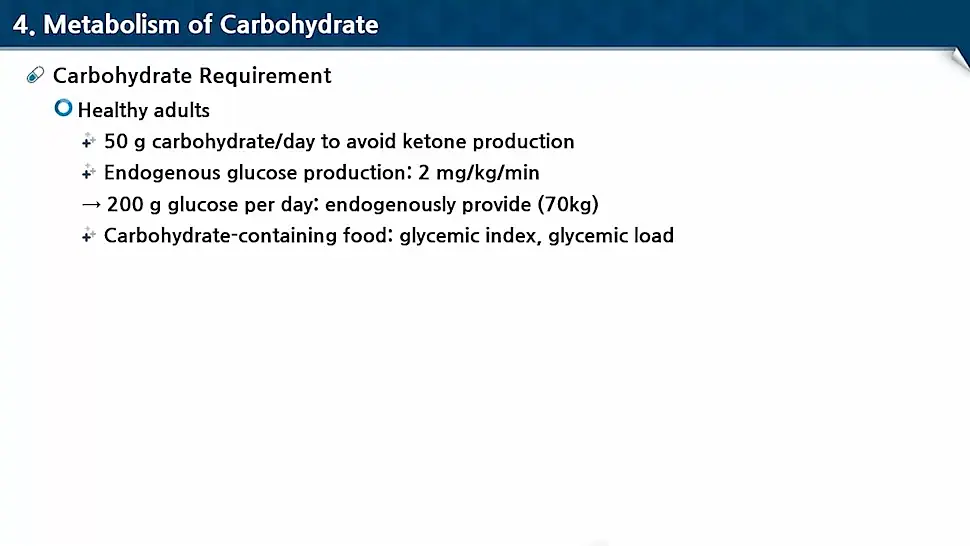 4. Metabolism of Carbohydrate
Carbohydrate Requirement
Healthy adults
50 g carbohydrate/day to avoid ketone production
Endogenous glucose production: 2 mg/kg/min
→ 200 g glucose per day: endogenously provide (70kg)
Carbohydrate-containing food: glycemic index, glycemic load